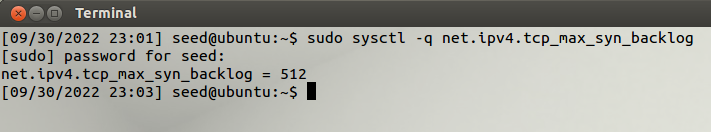 Terminal
[09/30/2022 23:01] seed@ubuntu:~$ sudo sysctl -q net.ipv4.tcp_max_syn_backlog
[sudo] password for seed:
net.ipv4.tcp_max_syn_backlog = 512
[09/30/2022 23:03] seed@ubuntu:~$